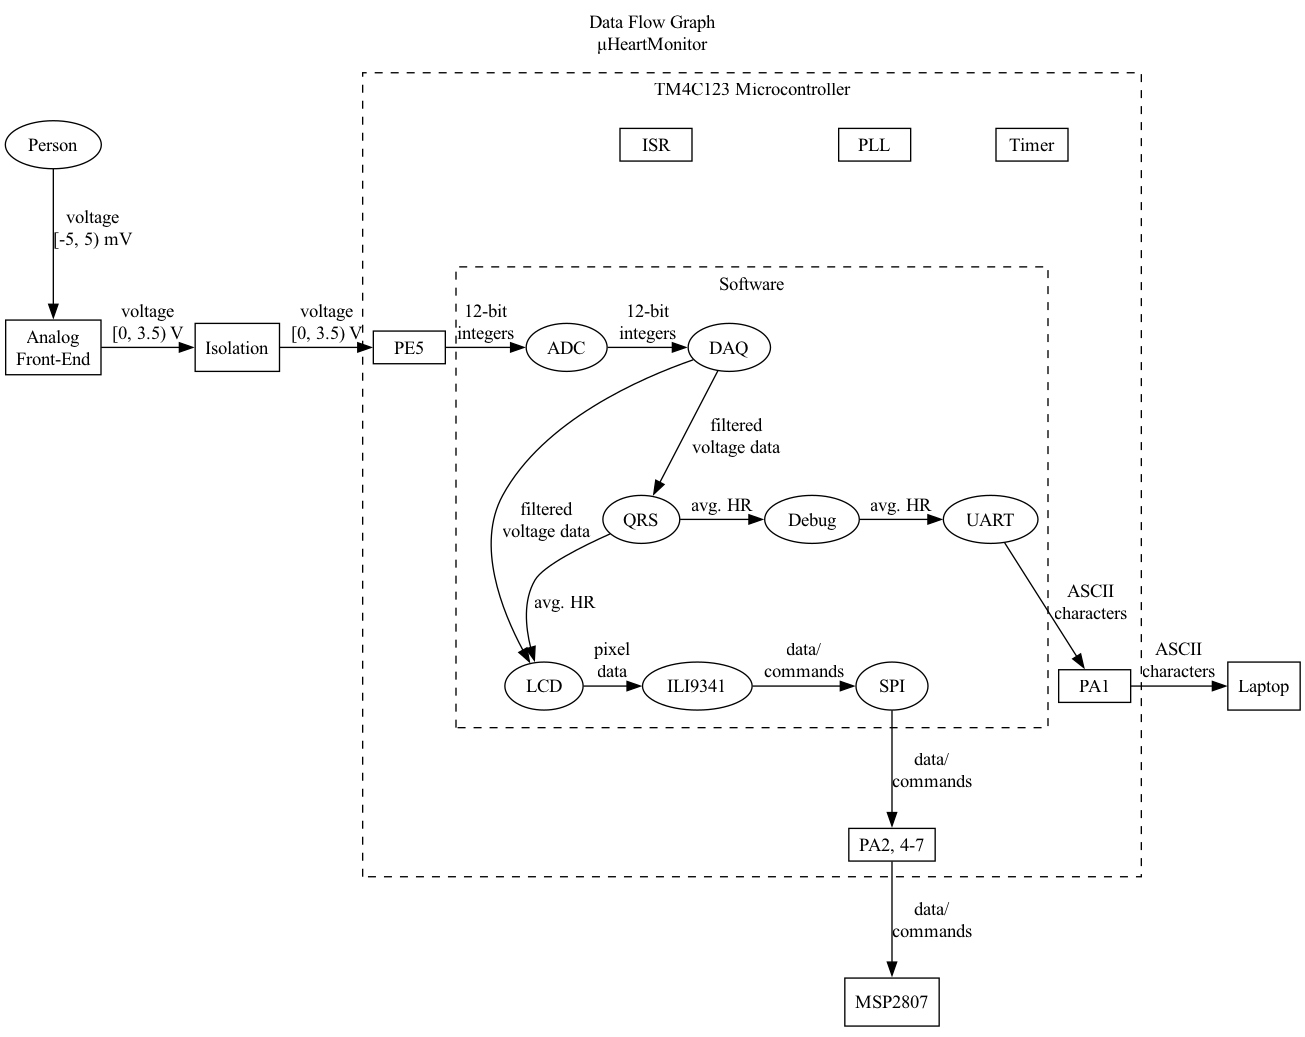 Data Flow Graph
µHeartMonitor
TM4C123 Microcontroller
Person
ISR
PLL
Timer
voltage
[-5, 5) mV
Software
Analog
Front-End
voltage
[0, 3.5) V
Isolation
voltage
[0, 3.5) V
PE5
12-bit
integers
ADC
12-bit
integers
DAQ
filtered
voltage data
filtered
voltage data
QRS
avg. HR
Debug
avg. HR
UART
avg. HR
ASCII
characters
LCD
pixel
data
ILI9341
data/
commands
SPI
PA1
ASCII
characters
Laptop
data/
commands
PA2, 4-7
data/
commands
MSP2807